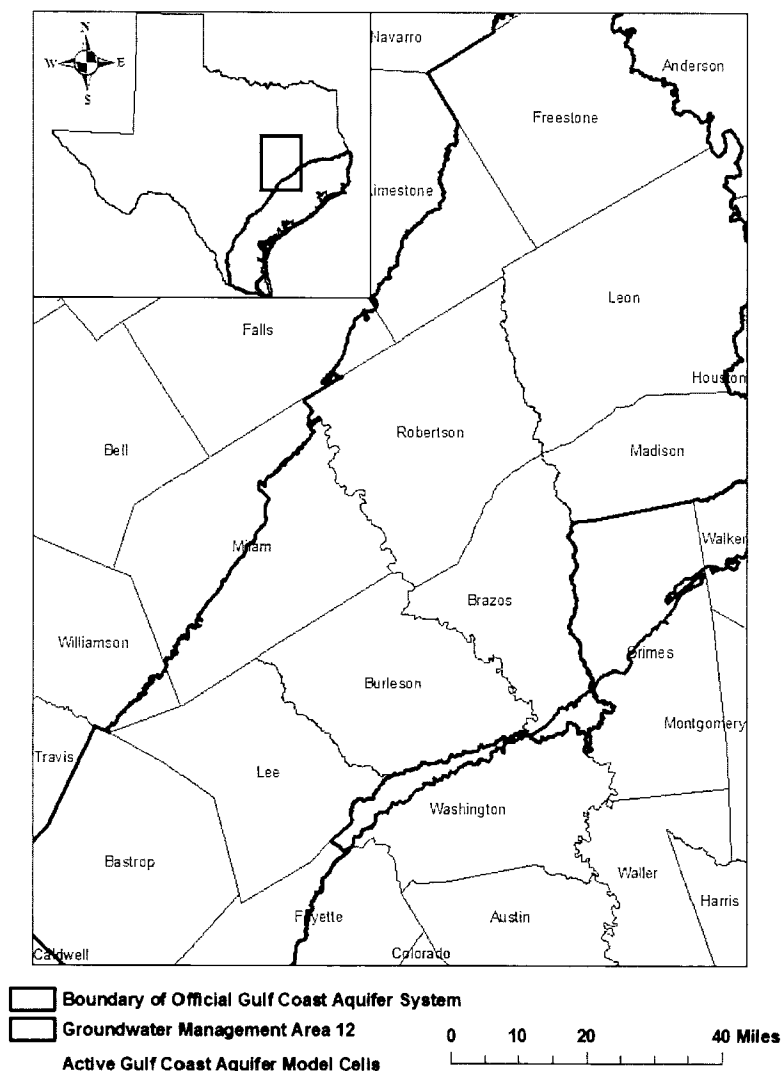 N
W E
S
Navarro
Anderson
Freestone
Limestone
Leon
Falls
Houston
Robertson
Bell
Madison
Milam
Walker
Brazos
Williamson
Grimes
Burleson
Montgomery
Travis
Lee
Washington
Bastrop
Waller
Harris
Fayette
Austin
Caldwell
Colorado
Boundary of Official Gulf Coast Aquifer System
Groundwater Management Area 12
Active Gulf Coast Aquifer Model Cells
0 10 20 40 Miles